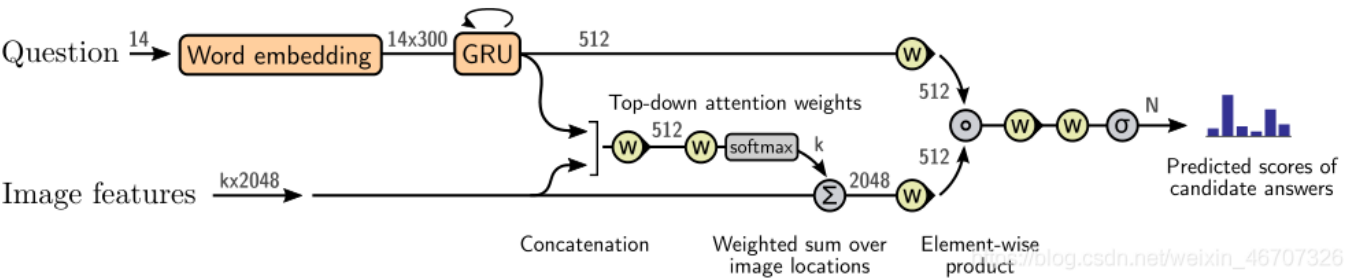 Question 14 Word embedding 14x300 GRU 512 W
512
Top-down attention weights
W 512 W softmax k
∘ W W σ N
512
Predicted scores of
candidate answers
Image features kx2048 Σ 2048 W
Concatenation
Weighted sum over
image locations
Element-wise
product
https://blog.csdn.net/weixin_46707326